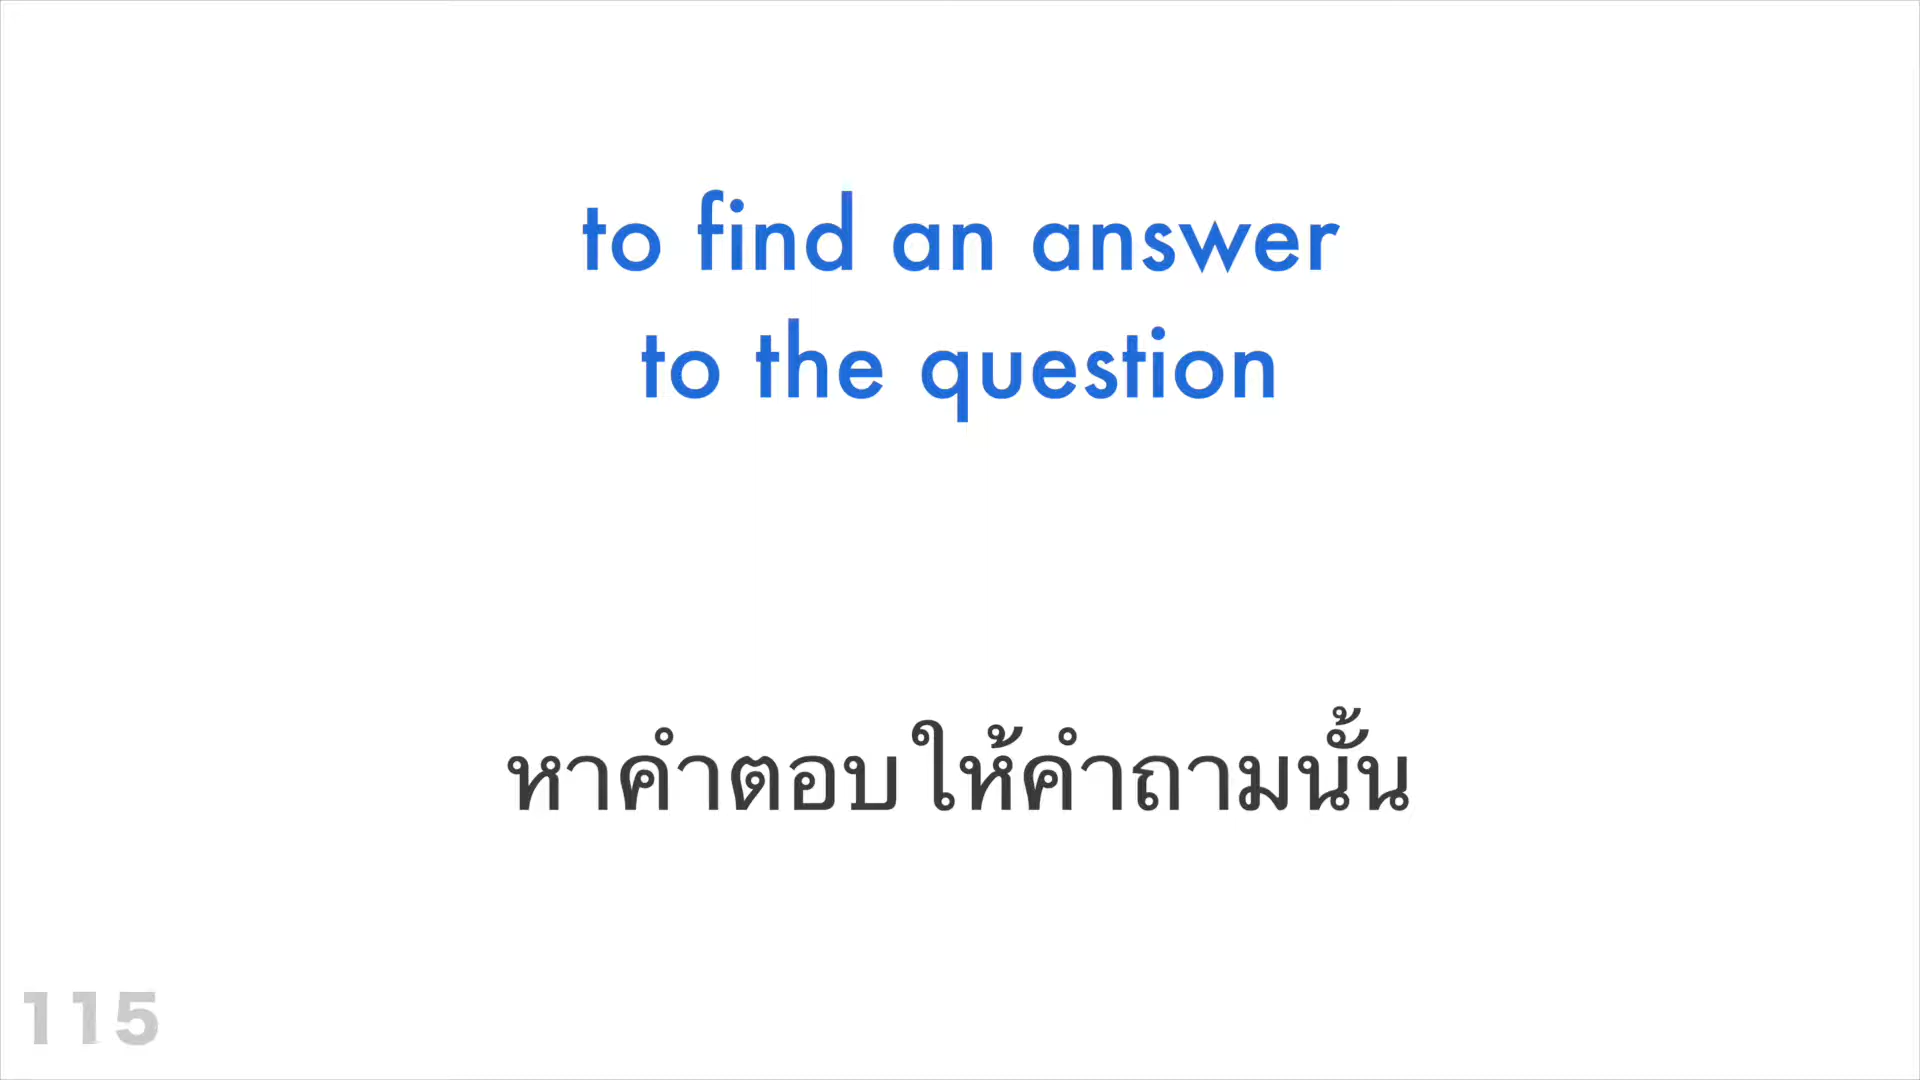 to find an answer
to the question
หาคำตอบให้คำถามนั้น
115